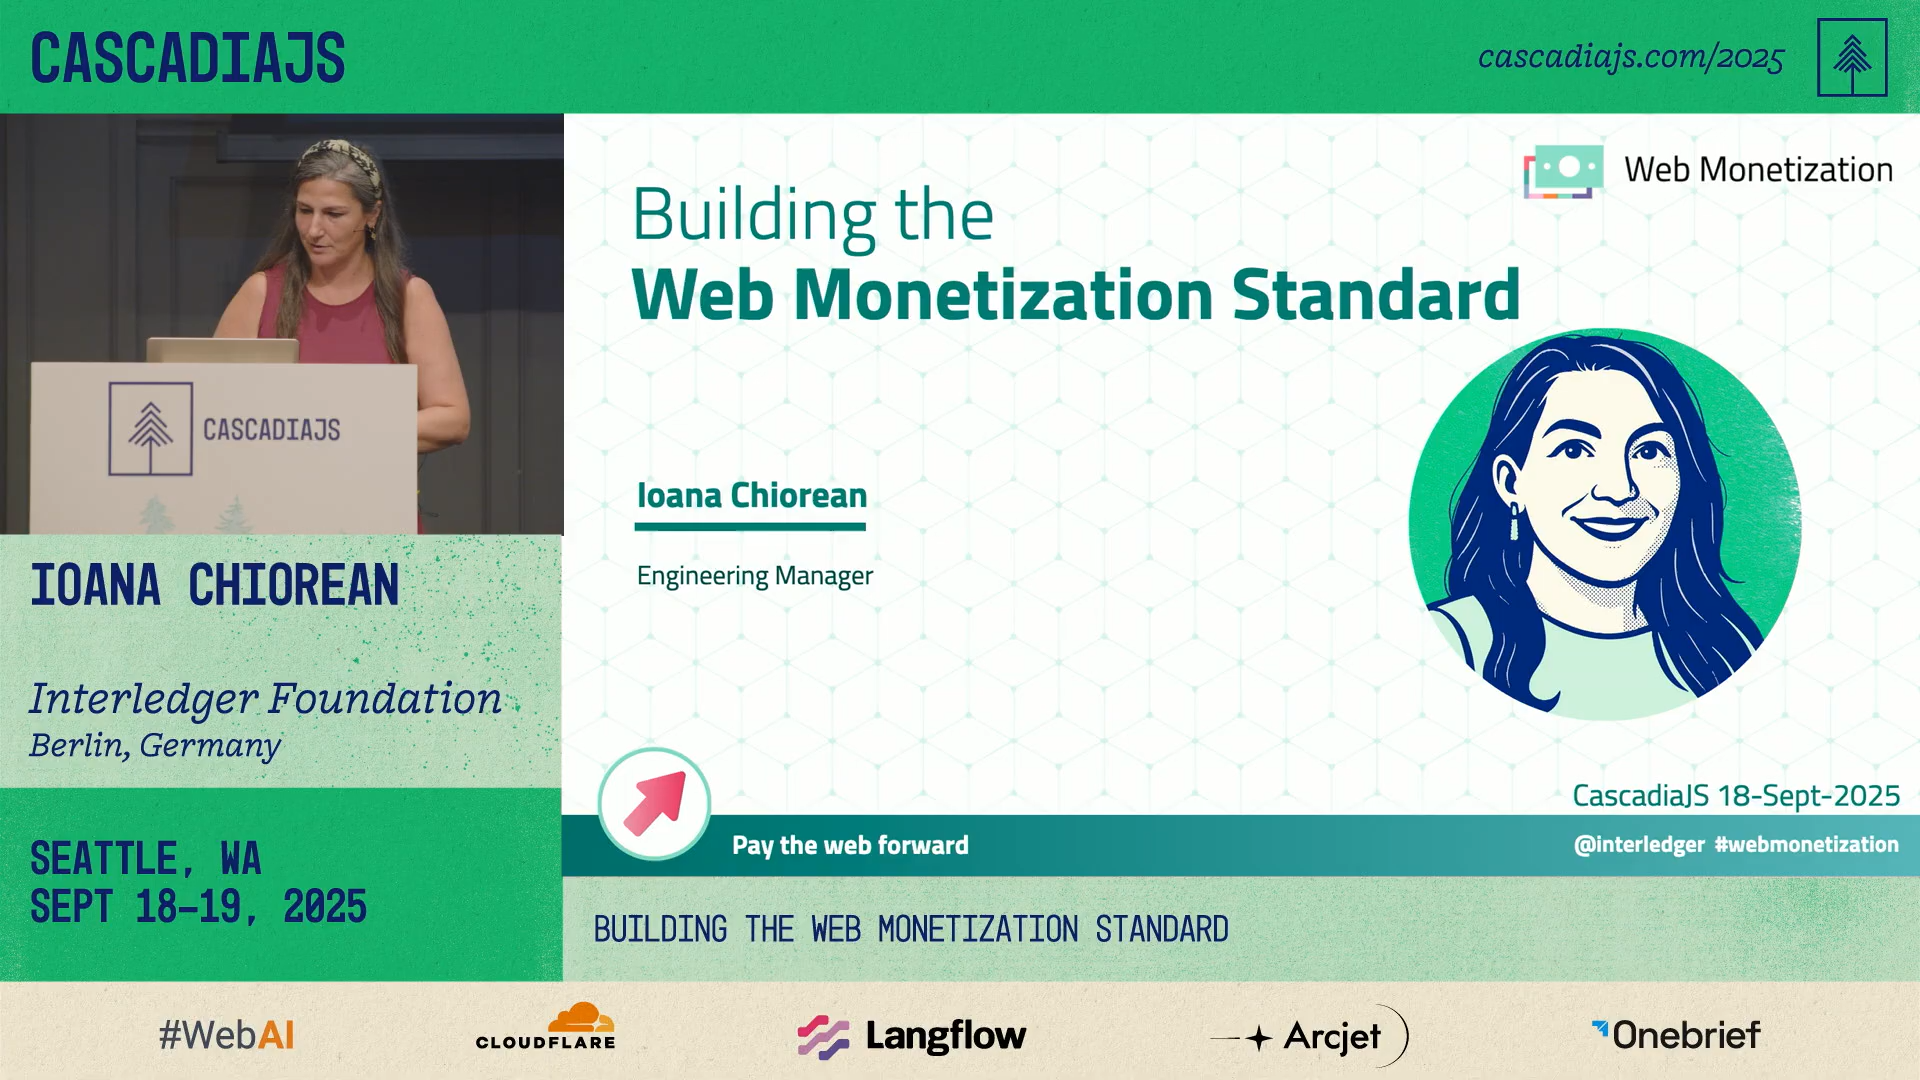 CASCADIAJS
cascadiajs.com/2025
Web Monetization
Building the
Web Monetization Standard
Ioana Chiorean
Engineering Manager
CASCADIAJS
IOANA CHIOREAN
Interledger Foundation
Berlin, Germany
SEATTLE, WA
SEPT 18–19, 2025
CascadiaJS 18-Sept-2025
Pay the web forward
@interledger #webmonetization
BUILDING THE WEB MONETIZATION STANDARD
#WebAI
CLOUDFLARE
Langflow
Arcjet
Onebrief